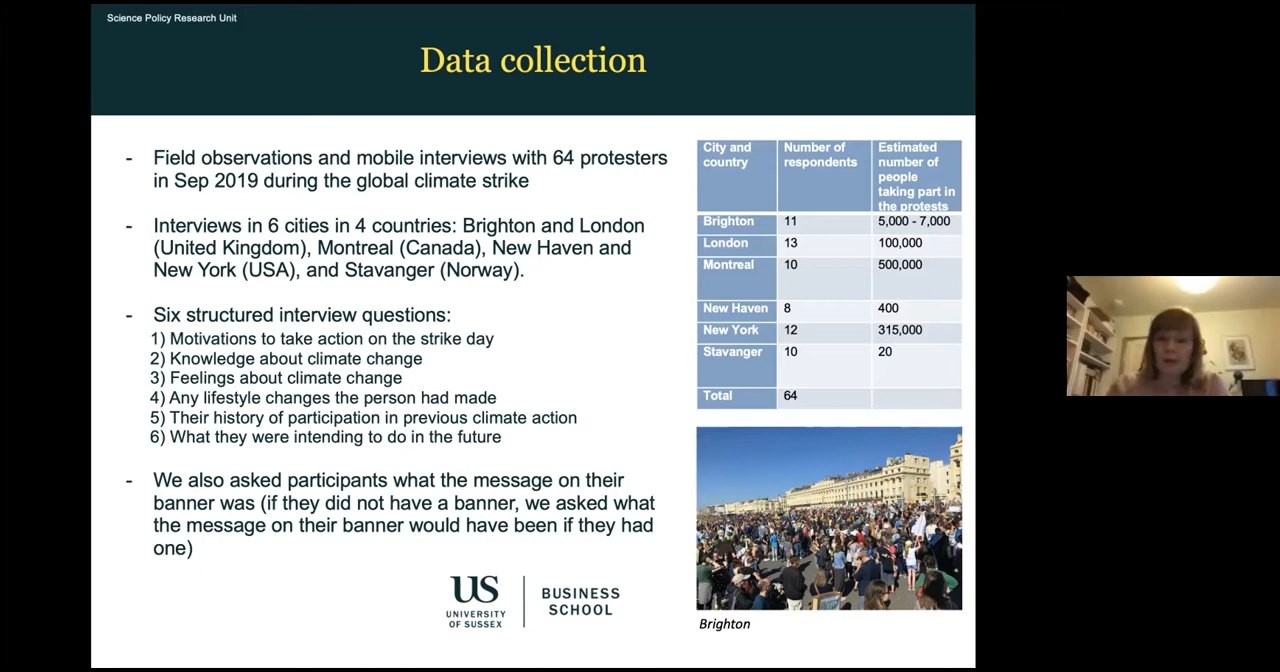 Science Policy Research Unit
Data collection
- Field observations and mobile interviews with 64 protesters
in Sep 2019 during the global climate strike
- Interviews in 6 cities in 4 countries: Brighton and London
(United Kingdom), Montreal (Canada), New Haven and
New York (USA), and Stavanger (Norway).
- Six structured interview questions:
1) Motivations to take action on the strike day
2) Knowledge about climate change
3) Feelings about climate change
4) Any lifestyle changes the person had made
5) Their history of participation in previous climate action
6) What they were intending to do in the future
- We also asked participants what the message on their
banner was (if they did not have a banner, we asked what
the message on their banner would have been if they had
one)
US
UNIVERSITY
OF SUSSEX
BUSINESS
SCHOOL
City and
country
Number of
respondents
Estimated
number of
people
taking part in
the protests
Brighton 11 5,000 - 7,000
London 13 100,000
Montreal 10 500,000
New Haven 8 400
New York 12 315,000
Stavanger 10 20
Total 64
Brighton